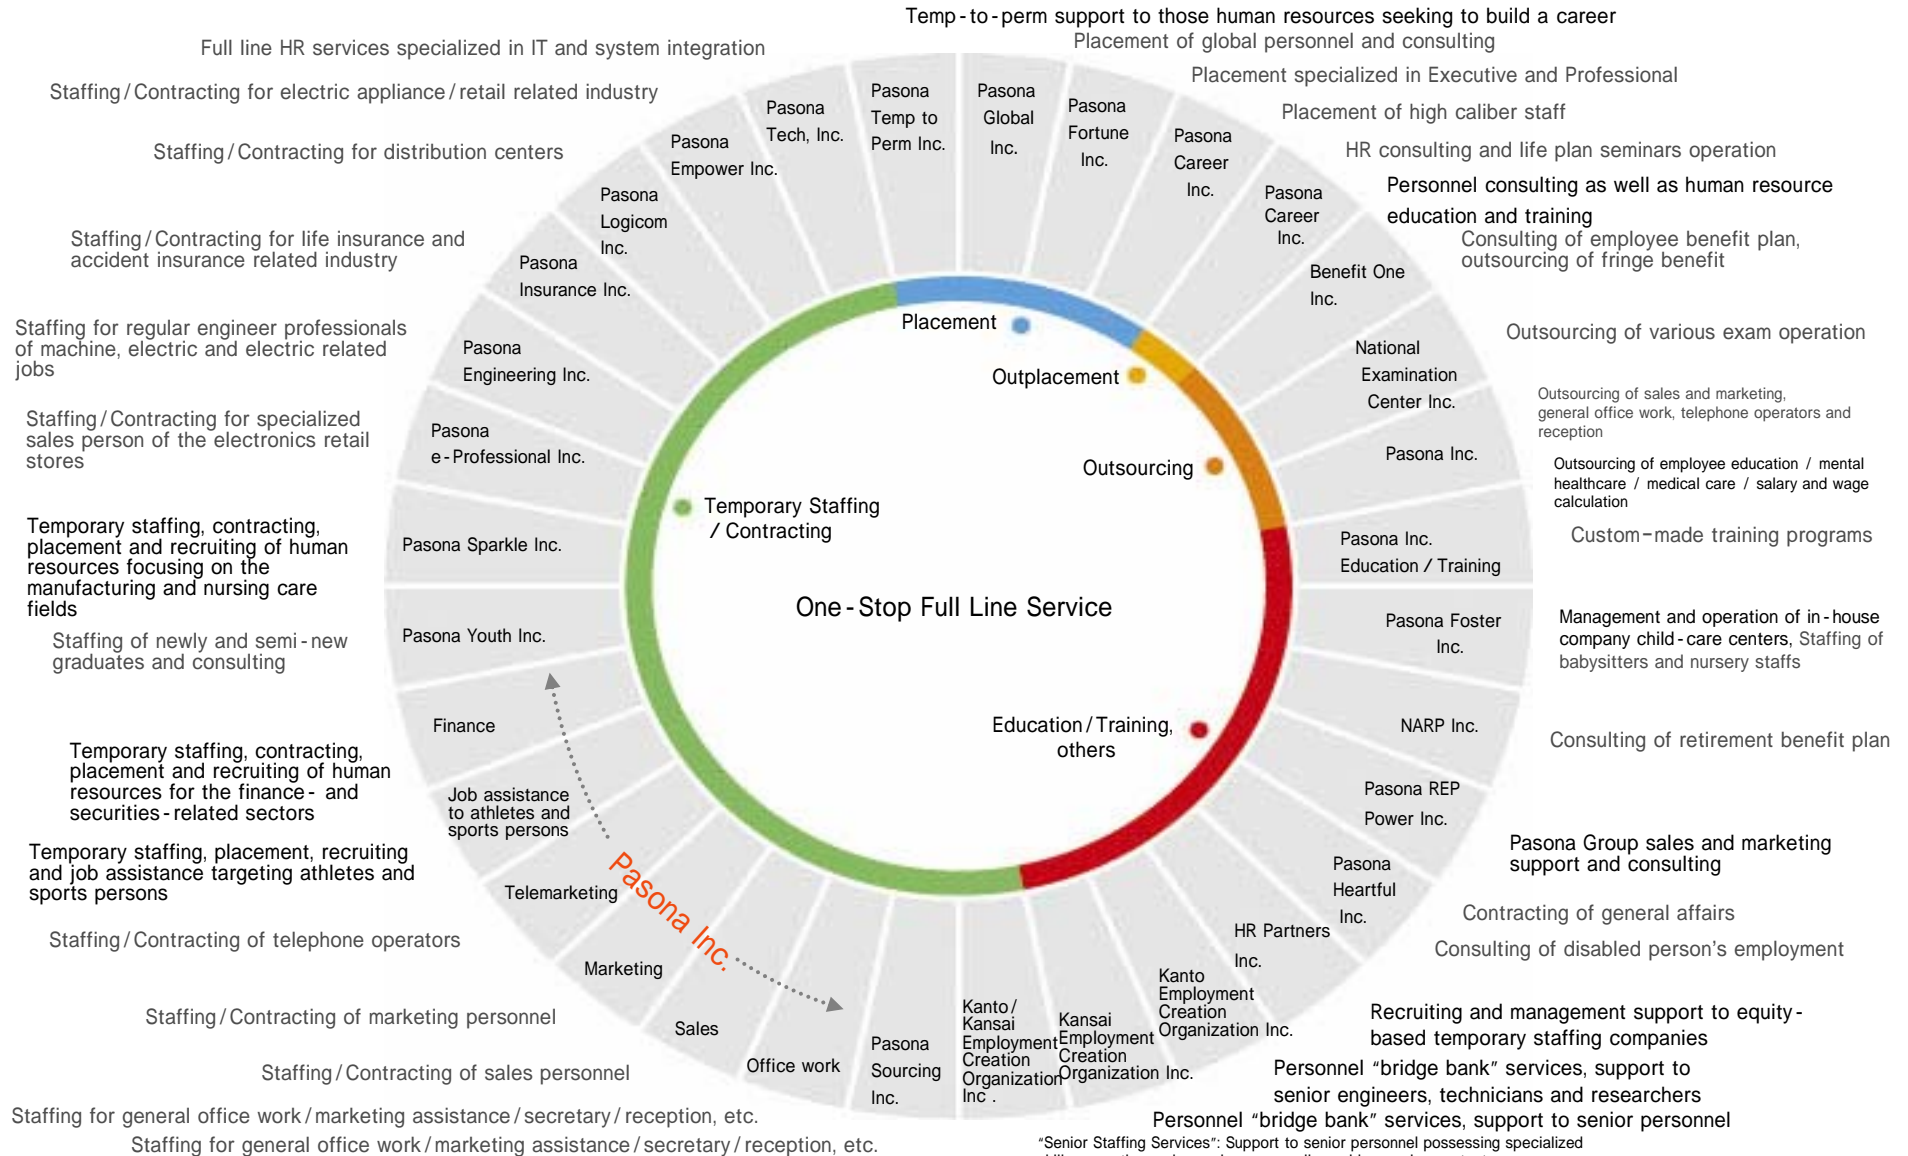 Temp-to-perm support to those human resources seeking to build a career
Full line HR services specialized in IT and system integration
Placement of global personnel and consulting
Staffing/Contracting for electric appliance/retail related industry
Placement specialized in Executive and Professional
Placement of high caliber staff
Staffing/Contracting for distribution centers
HR consulting and life plan seminars operation
Personnel consulting as well as human resource
education and training
Staffing/Contracting for life insurance and
accident insurance related industry
Consulting of employee benefit plan,
outsourcing of fringe benefit
Staffing for regular engineer professionals
of machine, electric and electric related
jobs
Outsourcing of various exam operation
Staffing/Contracting for specialized
sales person of the electronics retail
stores
Outsourcing of sales and marketing,
general office work, telephone operators and
reception
Outsourcing of employee education / mental
healthcare / medical care / salary and wage
calculation
Temporary staffing, contracting,
placement and recruiting of human
resources focusing on the
manufacturing and nursing care
fields
Custom-made training programs
Staffing of newly and semi-new
graduates and consulting
Management and operation of in-house
company child-care centers, Staffing of
babysitters and nursery staffs
Temporary staffing, contracting,
placement and recruiting of human
resources for the finance- and
securities-related sectors
Consulting of retirement benefit plan
Temporary staffing, placement, recruiting
and job assistance targeting athletes and
sports persons
Pasona Group sales and marketing
support and consulting
Staffing/Contracting of telephone operators
Contracting of general affairs
Consulting of disabled person's employment
Staffing/Contracting of marketing personnel
Recruiting and management support to equity-
based temporary staffing companies
Staffing/Contracting of sales personnel
Personnel "bridge bank" services, support to
senior engineers, technicians and researchers
Staffing for general office work/marketing assistance/secretary/reception, etc.
Personnel "bridge bank" services, support to senior personnel
Staffing for general office work/marketing assistance/secretary/reception, etc.
"Senior Staffing Services": Support to senior personnel possessing specialized
Pasona
Temp to
Perm Inc.
Pasona
Global
Inc.
Pasona
Fortune
Inc.
Pasona
Career
Inc.
Pasona
Career
Inc.
Benefit One
Inc.
National
Examination
Center Inc.
Pasona Inc.
Pasona Inc.
Education / Training
Pasona Foster
Inc.
NARP Inc.
Pasona REP
Power Inc.
Pasona
Heartful
Inc.
HR Partners
Inc.
Kanto
Employment
Creation
Organization Inc.
Kansai
Employment
Creation
Organization Inc.
Kanto/
Kansai
Employment
Creation
Organization
Inc.
Pasona
Sourcing
Inc.
Office work
Sales
Marketing
Telemarketing
Job assistance
to athletes and
sports persons
Finance
Pasona Youth Inc.
Pasona Sparkle Inc.
Pasona
e-Professional Inc.
Pasona
Engineering Inc.
Pasona
Insurance Inc.
Pasona
Logicom
Inc.
Pasona
Empower Inc.
Pasona
Tech, Inc.
Pasona Inc.
Placement
Outplacement
Outsourcing
Temporary Staffing
/ Contracting
One-Stop Full Line Service
Education/Training,
others